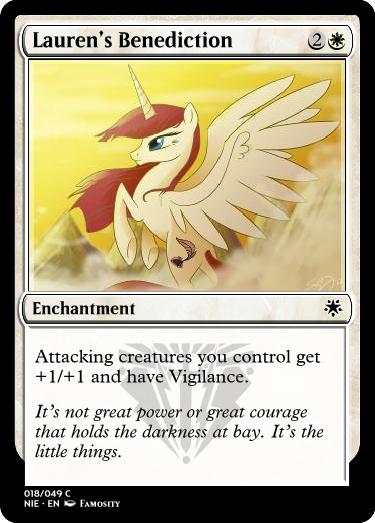 Lauren's Benediction 2
Enchantment
Attacking creatures you control get
+1/+1 and have Vigilance.
It's not great power or great courage
that holds the darkness at bay. It's the
little things.
018/049 C
NIE • EN Famosity